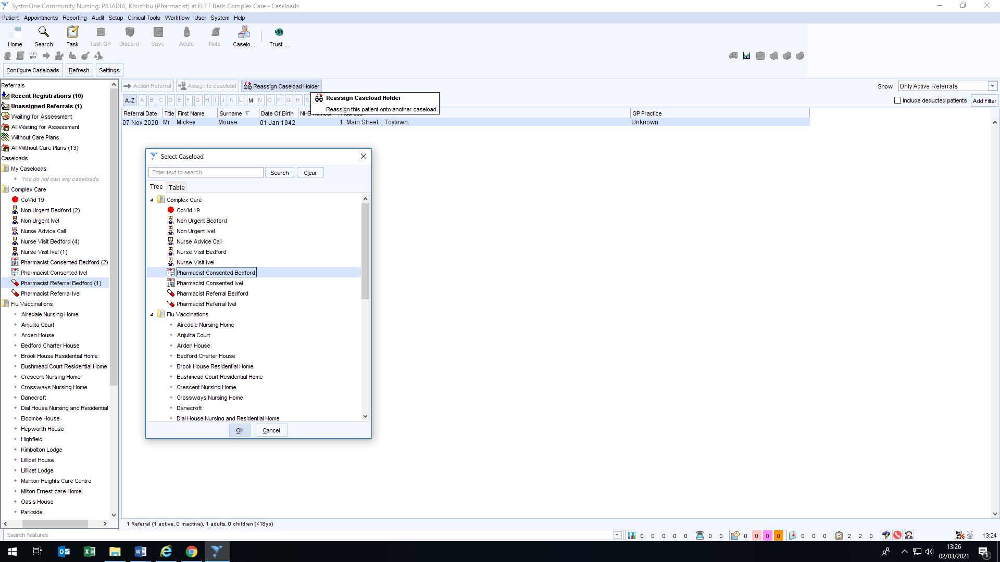 SystmOne Community Nursing: PATADIA, Khushbu (Pharmacist) at ELFT Beds Complex Care - Caseloads
Patient Appointments Reporting Audit Setup Clinical Tools Workflow User System Help
Home Search Task Task GP Discard Save Acute Note Caselo... Trust ...
Configure Caseloads Refresh Settings
Action Referral Assign to caseload Reassign Caseload Holder
Show Only Active Referrals
A-Z A B C D E F G H I J K L M N O P Q R S
Include deducted patients Add Filter
Reassign Caseload Holder
Reassign this patient onto another caseload.
Referral Date Title First Name Surname Date Of Birth GP Practice
07 Nov 2020 Mr Mickey Mouse 01 Jan 1942 1 Main Street, , Toytown. Unknown
Referrals
Recent Registrations (10)
Unassigned Referrals (1)
Waiting for Assessment
All Waiting for Assessment
Without Care Plans
All Without Care Plans (13)
Caseloads
My Caseloads
You do not own any caseloads
Complex Care
CoVid 19
Non Urgent Bedford (2)
Non Urgent Ivel
Nurse Advice Call
Nurse Visit Bedford (4)
Nurse Visit Ivel (1)
Pharmacist Consented Bedford (2)
Pharmacist Consented Ivel
Pharmacist Referral Bedford (1)
Pharmacist Referral Ivel
Flu Vaccinations
Airedale Nursing Home
Anjulita Court
Arden House
Bedford Charter House
Brook House Residential Home
Bushmead Court Residential Home
Crescent Nursing Home
Crossways Nursing Home
Danecroft
Dial House Nursing and Residential
Elcombe House
Hepworth House
Highfield
Kimbolton Lodge
Lillibet House
Lillibet Lodge
Manton Heights Care Centre
Milton Ernest care Home
Oasis House
Parkside
Select Caseload
Enter text to search Search Clear
Tree Table
Complex Care
CoVid 19
Non Urgent Bedford
Non Urgent Ivel
Nurse Advice Call
Nurse Visit Bedford
Nurse Visit Ivel
Pharmacist Consented Bedford
Pharmacist Consented Ivel
Pharmacist Referral Bedford
Pharmacist Referral Ivel
Flu Vaccinations
Airedale Nursing Home
Anjulita Court
Arden House
Bedford Charter House
Brook House Residential Home
Bushmead Court Residential Home
Crescent Nursing Home
Crossways Nursing Home
Danecroft
Dial House Nursing and Residential Home
Ok Cancel
1 Referral (1 active, 0 inactive), 1 adults, 0 children (<18yo)
Search features
0 0 0 0 0 0 0 0 0 0 0 0 0 0 2 2 0 13:24
13:26
02/03/2021
1